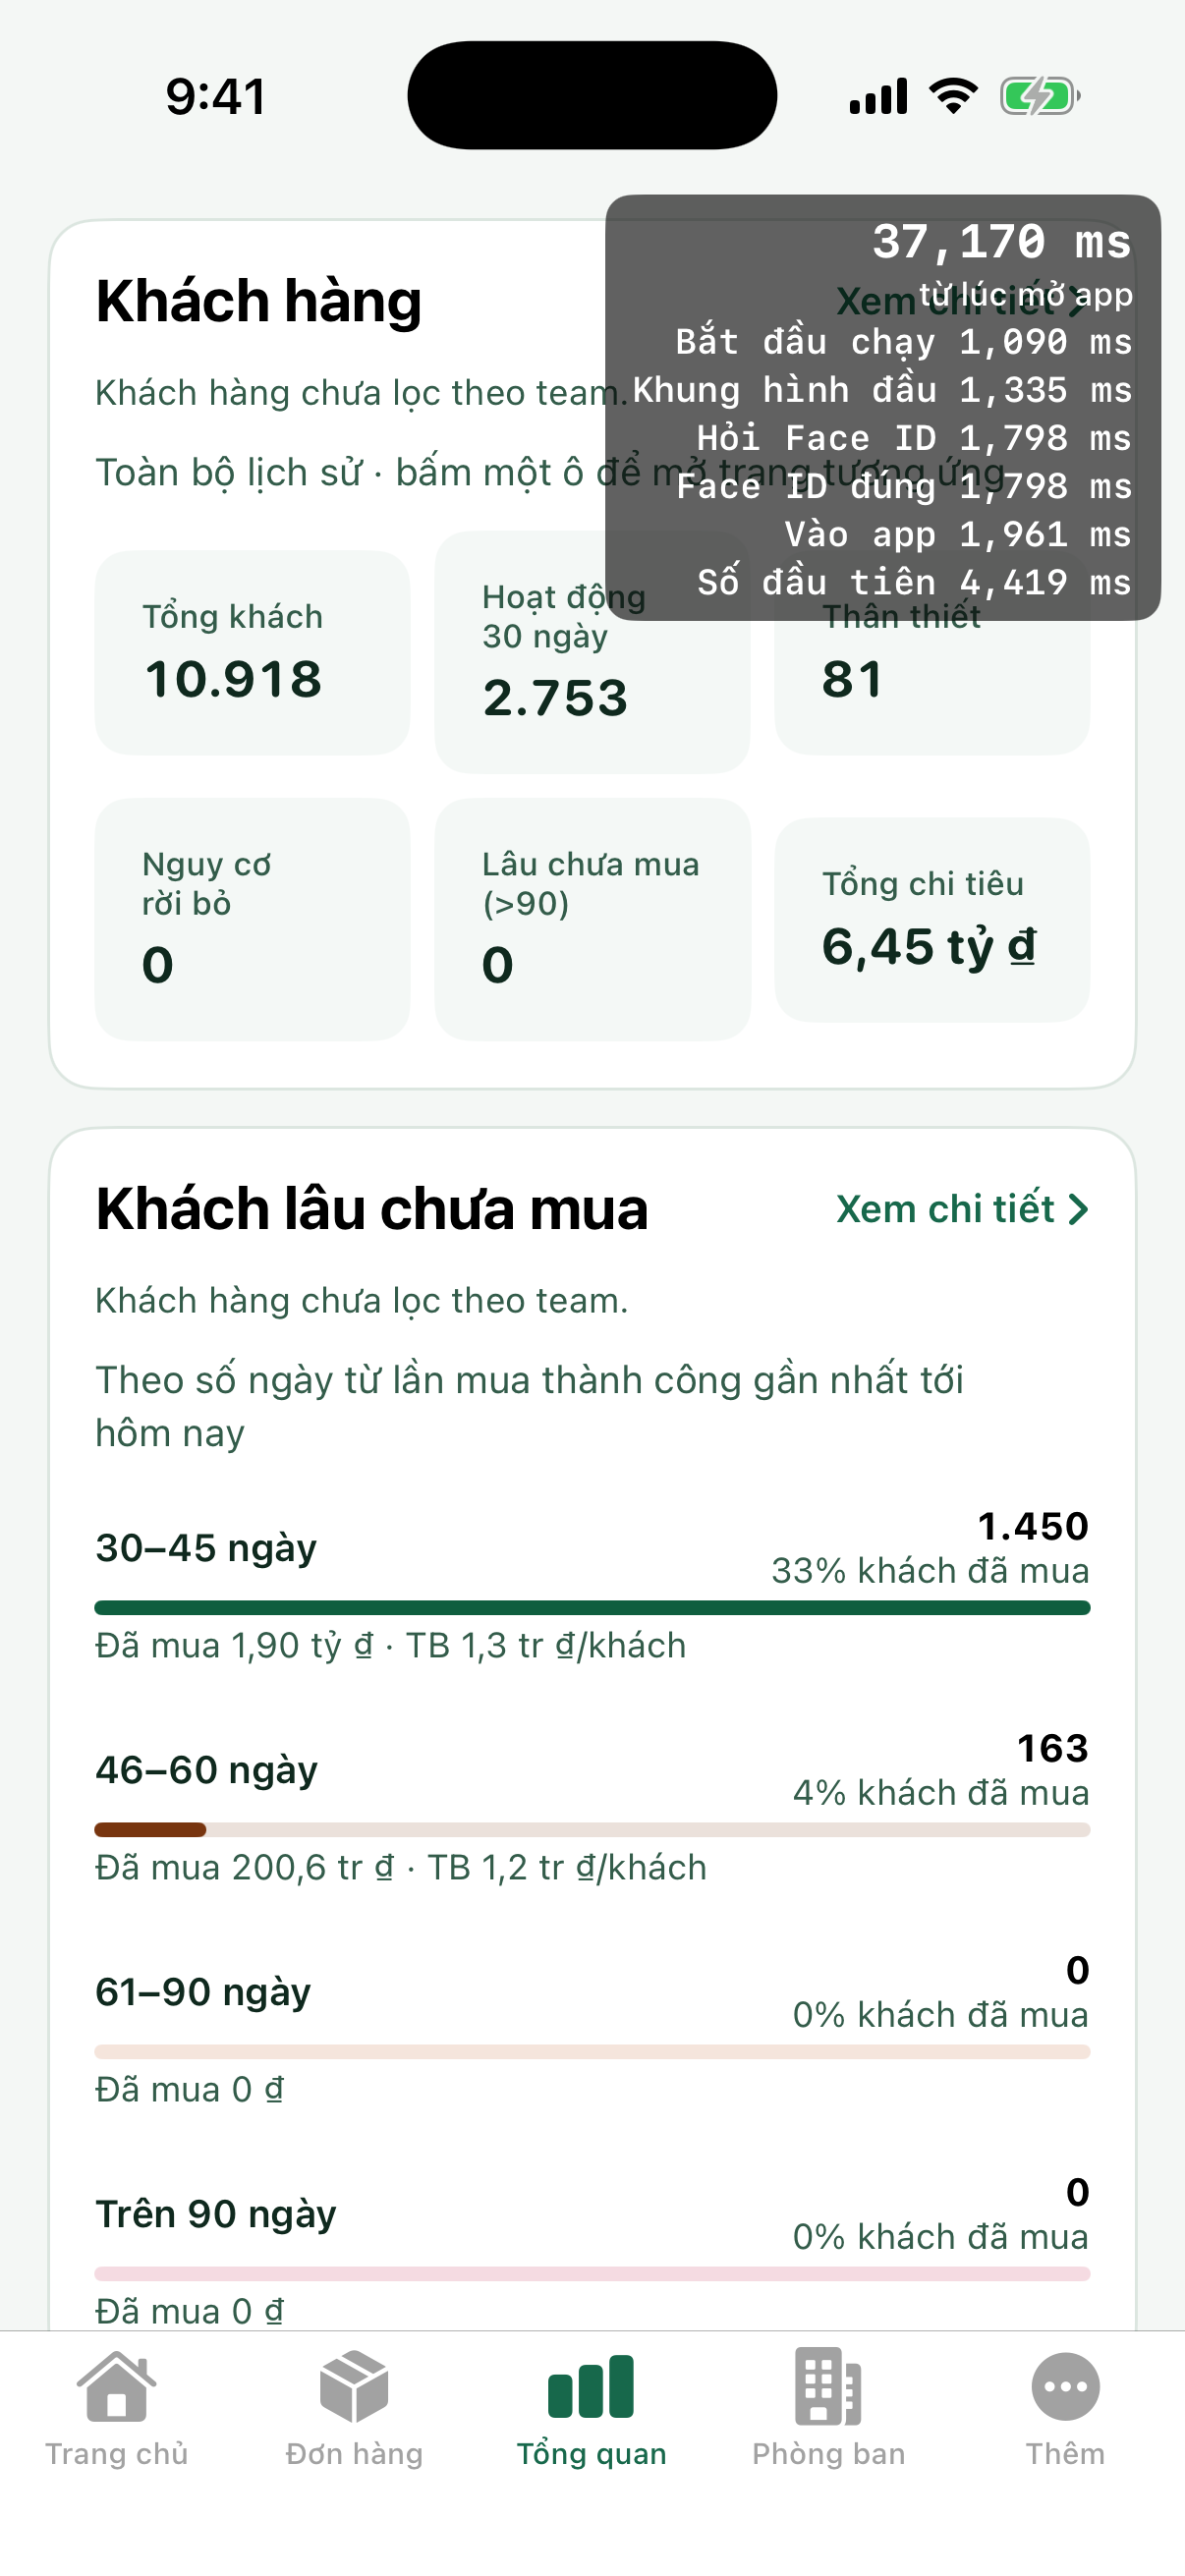 9:41
37,170 ms
từ lúc mở app
Bắt đầu chạy 1,090 ms
Khung hình đầu 1,335 ms
Hỏi Face ID 1,798 ms
Face ID đúng 1,798 ms
Vào app 1,961 ms
Số đầu tiên 4,419 ms
Khách hàng
Xem chi tiết
Khách hàng chưa lọc theo team.
Toàn bộ lịch sử · bấm một ô để mở trang tương ứng
Tổng khách
10.918
Hoạt động
30 ngày
2.753
Thân thiết
81
Nguy cơ
rời bỏ
0
Lâu chưa mua
(>90)
0
Tổng chi tiêu
6,45 tỷ ₫
Khách lâu chưa mua
Xem chi tiết
Khách hàng chưa lọc theo team.
Theo số ngày từ lần mua thành công gần nhất tới
hôm nay
30–45 ngày
1.450
33% khách đã mua
Đã mua 1,90 tỷ ₫ · TB 1,3 tr ₫/khách
46–60 ngày
163
4% khách đã mua
Đã mua 200,6 tr ₫ · TB 1,2 tr ₫/khách
61–90 ngày
0
0% khách đã mua
Đã mua 0 ₫
Trên 90 ngày
0
0% khách đã mua
Đã mua 0 ₫
Trang chủ
Đơn hàng
Tổng quan
Phòng ban
Thêm